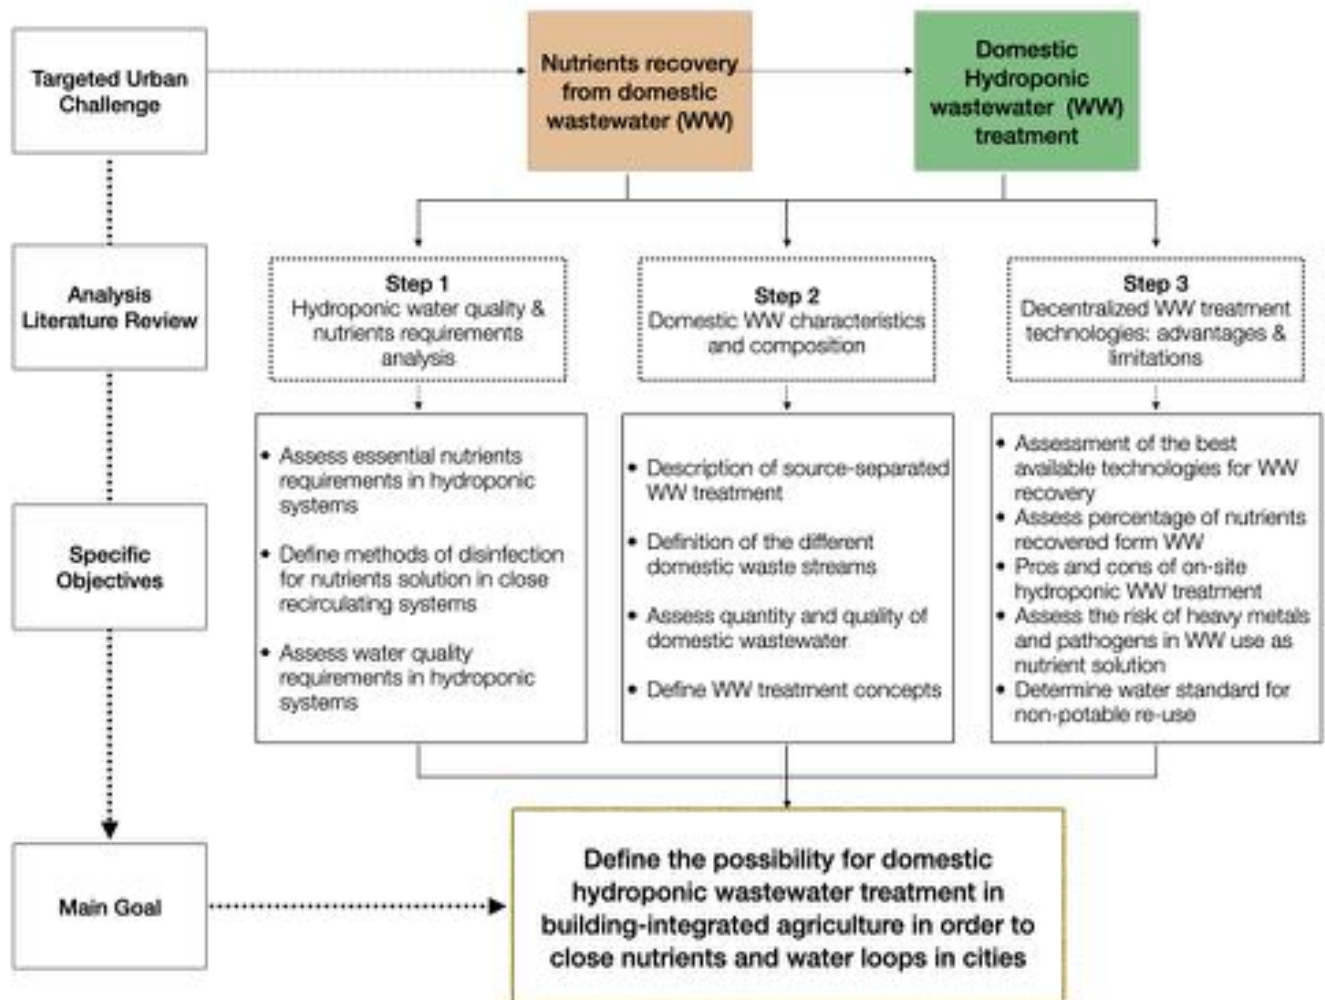 Targeted Urban
Challenge
Nutrients recovery
from domestic
wastewater (WW)
Domestic
Hydroponic
wastewater (WW)
treatment
Analysis
Literature Review
Step 1
Hydroponic water quality &
nutrients requirements
analysis
Step 2
Domestic WW characteristics
and composition
Step 3
Decentralized WW treatment
technologies: advantages &
limitations
Specific
Objectives
• Assess essential nutrients
requirements in hydroponic
systems
• Define methods of disinfection
for nutrients solution in close
recirculating systems
• Assess water quality
requirements in hydroponic
systems
• Description of source-separated
WW treatment
• Definition of the different
domestic waste streams
• Assess quantity and quality of
domestic wastewater
• Define WW treatment concepts
• Assessment of the best
available technologies for WW
recovery
• Assess percentage of nutrients
recovered form WW
• Pros and cons of on-site
hydroponic WW treatment
• Assess the risk of heavy metals
and pathogens in WW use as
nutrient solution
• Determine water standard for
non-potable re-use
Main Goal
Define the possibility for domestic
hydroponic wastewater treatment in
building-integrated agriculture in order to
close nutrients and water loops in cities